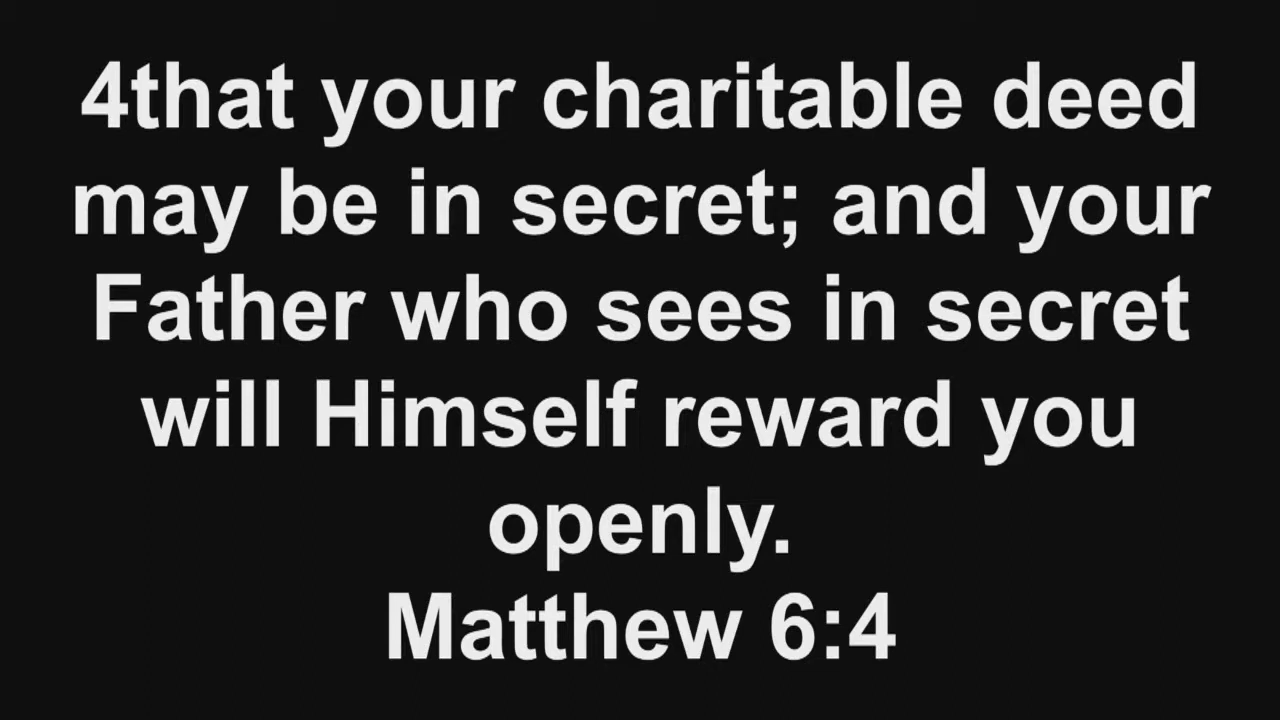 4that your charitable deed
may be in secret; and your
Father who sees in secret
will Himself reward you
openly.
Matthew 6:4